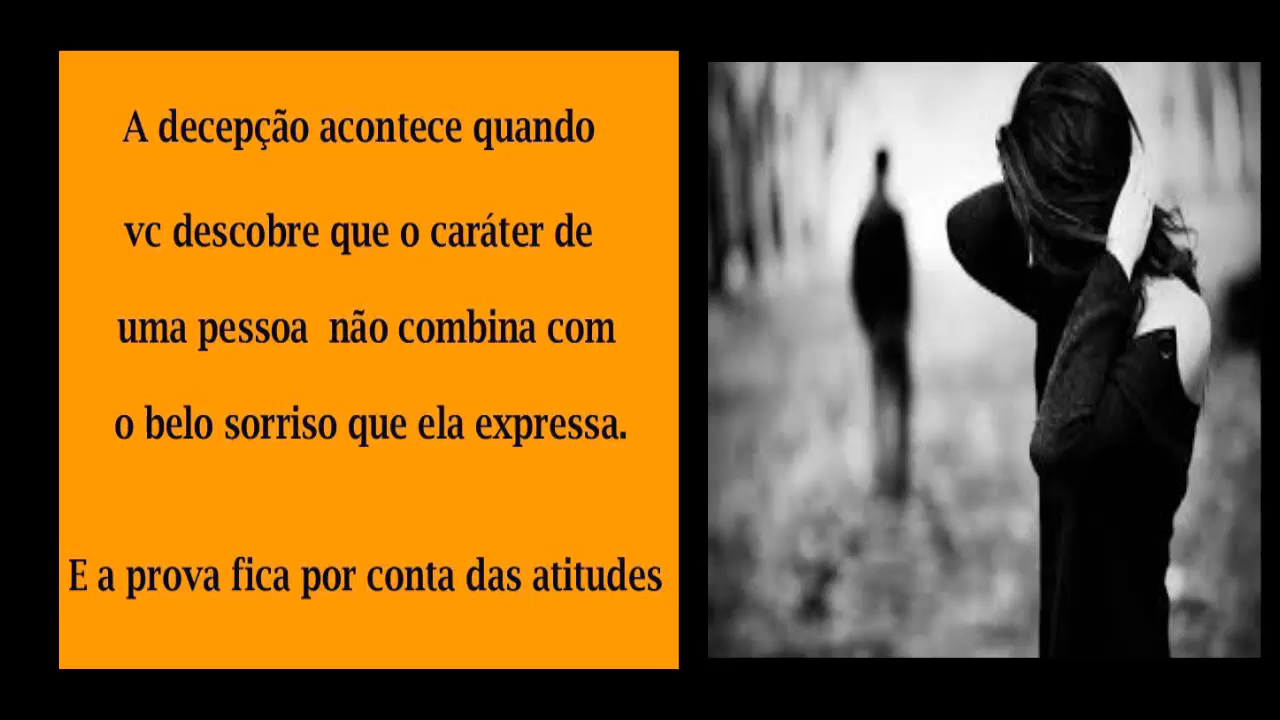 A decepção acontece quando
vc descobre que o caráter de
uma pessoa não combina com
o belo sorriso que ela expressa.
E a prova fica por conta das atitudes